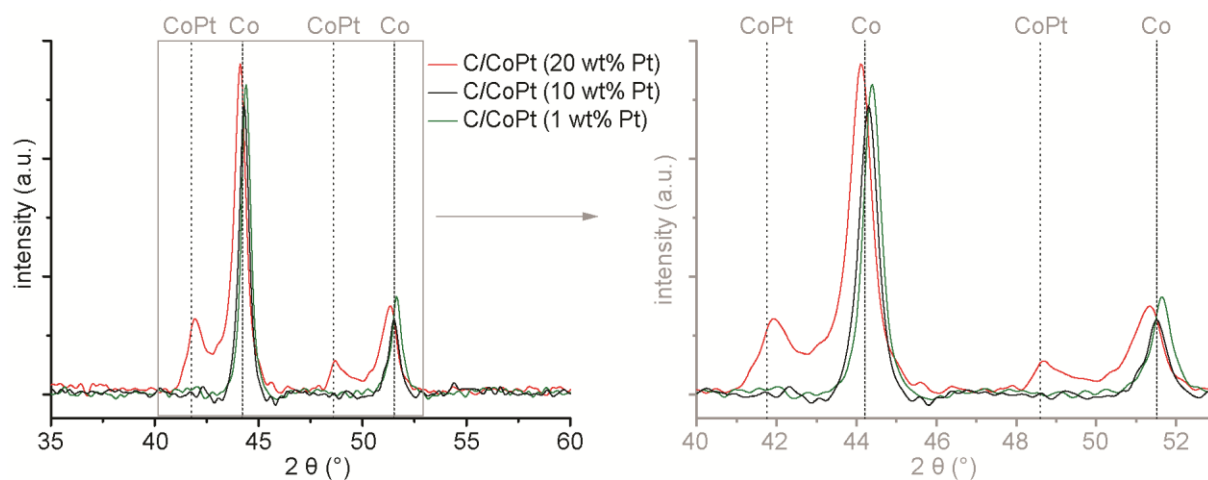 CoPt Co CoPt Co
C/CoPt (20 wt% Pt)
C/CoPt (10 wt% Pt)
C/CoPt (1 wt% Pt)
intensity (a.u.)
35 40 45 50 55 60
2 θ (°)
CoPt Co CoPt Co
intensity (a.u.)
40 42 44 46 48 50 52
2 θ (°)